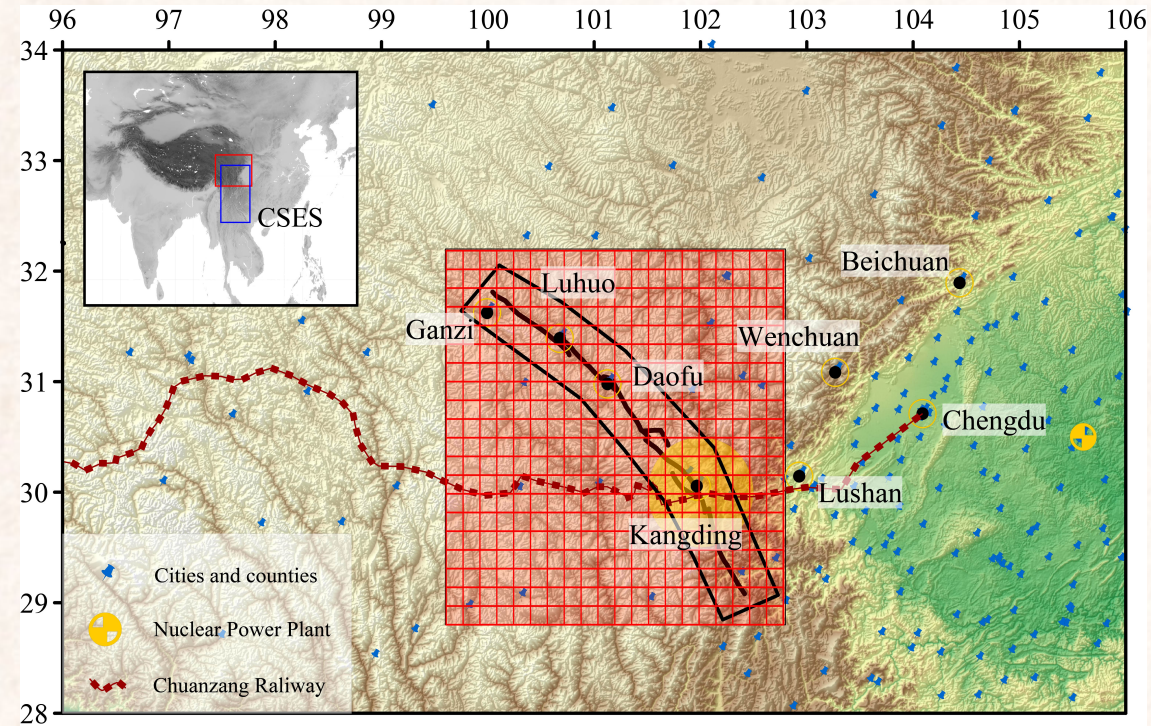 96 97 98 99 100 101 102 103 104 105 106
34
33
CSES
32
Beichuan
Luhuo
Ganzi
Wenchuan
31
Daofu
Chengdu
30
Lushan
Kangding
Cities and counties
29
Nuclear Power Plant
Chuanzang Raliway
28